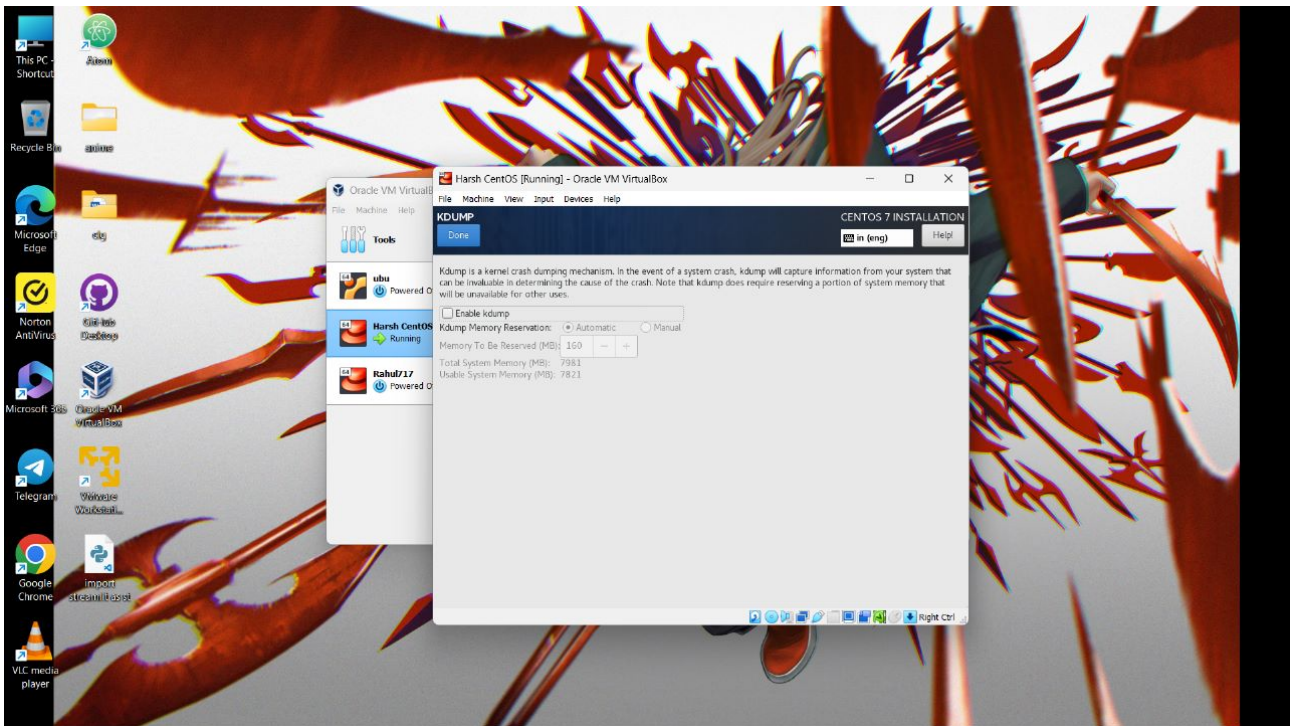 This PC -
Shortcut
Atom
Recycle Bin
anime
Microsoft
Edge
clg
Norton
AntiVirus
GitHub
Desktop
Microsoft 365
Oracle VM
VirtualBox
Telegram
VMware
Workstati...
Google
Chrome
import
streamlit as st
VLC media
player
Oracle VM VirtualB
File Machine Help
Tools
64
ubu
Powered O
64
Harsh CentOS
Running
64
Rahul717
Powered O
Harsh CentOS [Running] - Oracle VM VirtualBox
File Machine View Input Devices Help
KDUMP
CENTOS 7 INSTALLATION
Done
in (eng)
Help!
Kdump is a kernel crash dumping mechanism. In the event of a system crash, kdump will capture information from your system that
can be invaluable in determining the cause of the crash. Note that kdump does require reserving a portion of system memory that
will be unavailable for other uses.
Enable kdump
Kdump Memory Reservation: Automatic Manual
Memory To Be Reserved (MB): 160 - +
Total System Memory (MB): 7981
Usable System Memory (MB): 7821
Right Ctrl